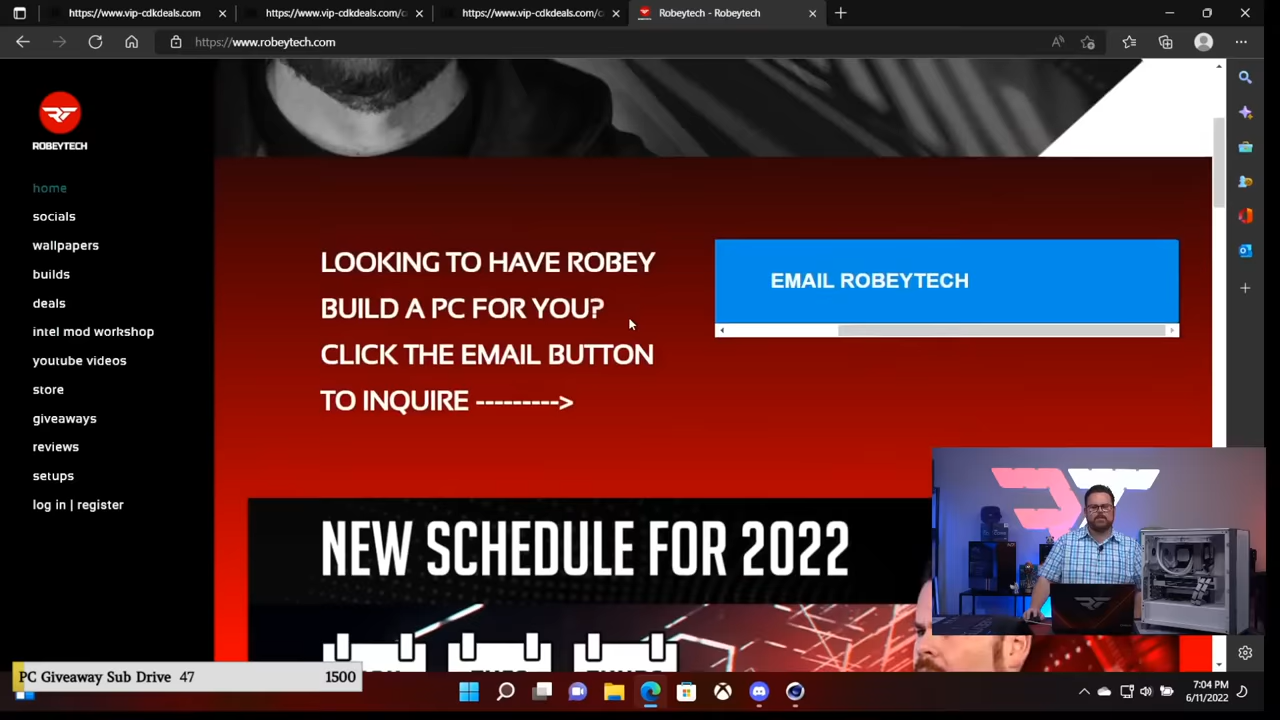 https://www.vip-cdkdeals.com
https://www.vip-cdkdeals.com/c
https://www.vip-cdkdeals.com/c
Robeytech - Robeytech
https://www.robeytech.com
ROBEYTECH
home
socials
wallpapers
builds
deals
intel mod workshop
youtube videos
store
giveaways
reviews
setups
log in | register
LOOKING TO HAVE ROBEY
BUILD A PC FOR YOU?
CLICK THE EMAIL BUTTON
TO INQUIRE --------->
EMAIL ROBEYTECH
NEW SCHEDULE FOR 2022
PC Giveaway Sub Drive 47
1500
7:04 PM
6/11/2022